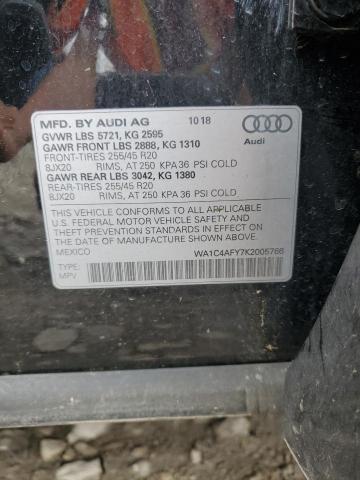 MFD. BY AUDI AG 10 18
GVWR LBS 5721, KG 2595
GAWR FRONT LBS 2888, KG 1310
FRONT-TIRES 255/45 R20
8JX20 RIMS, AT 250 KPA 36 PSI COLD
GAWR REAR LBS 3042, KG 1380
REAR-TIRES 255/45 R20
8JX20 RIMS, AT 250 KPA 36 PSI COLD
Audi
THIS VEHICLE CONFORMS TO ALL APPLICABLE
U.S. FEDERAL MOTOR VEHICLE SAFETY AND
THEFT PREVENTION STANDARDS IN EFFECT ON THE
DATE OF MANUFACTURE SHOWN ABOVE.
MEXICO WA1C4AFY7K2005766
TYPE:
MPV